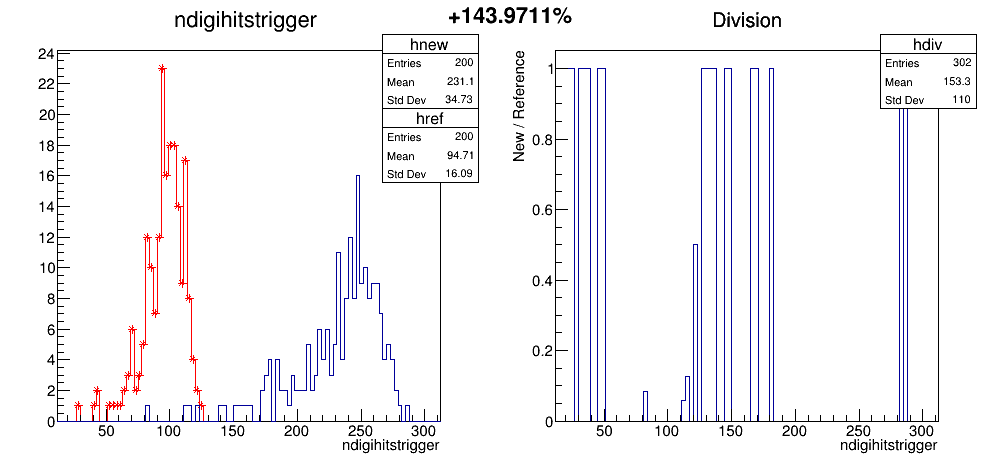 +143.9711%
ndigihitstrigger
hnew
Entries 200
Mean 231.1
Std Dev 34.73
href
Entries 200
Mean 94.71
Std Dev 16.09
24
22
20
18
16
14
12
10
8
6
4
2
0
50 100 150 200 250 300
ndigihitstrigger
Division
hdiv
Entries 302
Mean 153.3
Std Dev 110
New / Reference
1
0.8
0.6
0.4
0.2
0
50 100 150 200 250 300
ndigihitstrigger